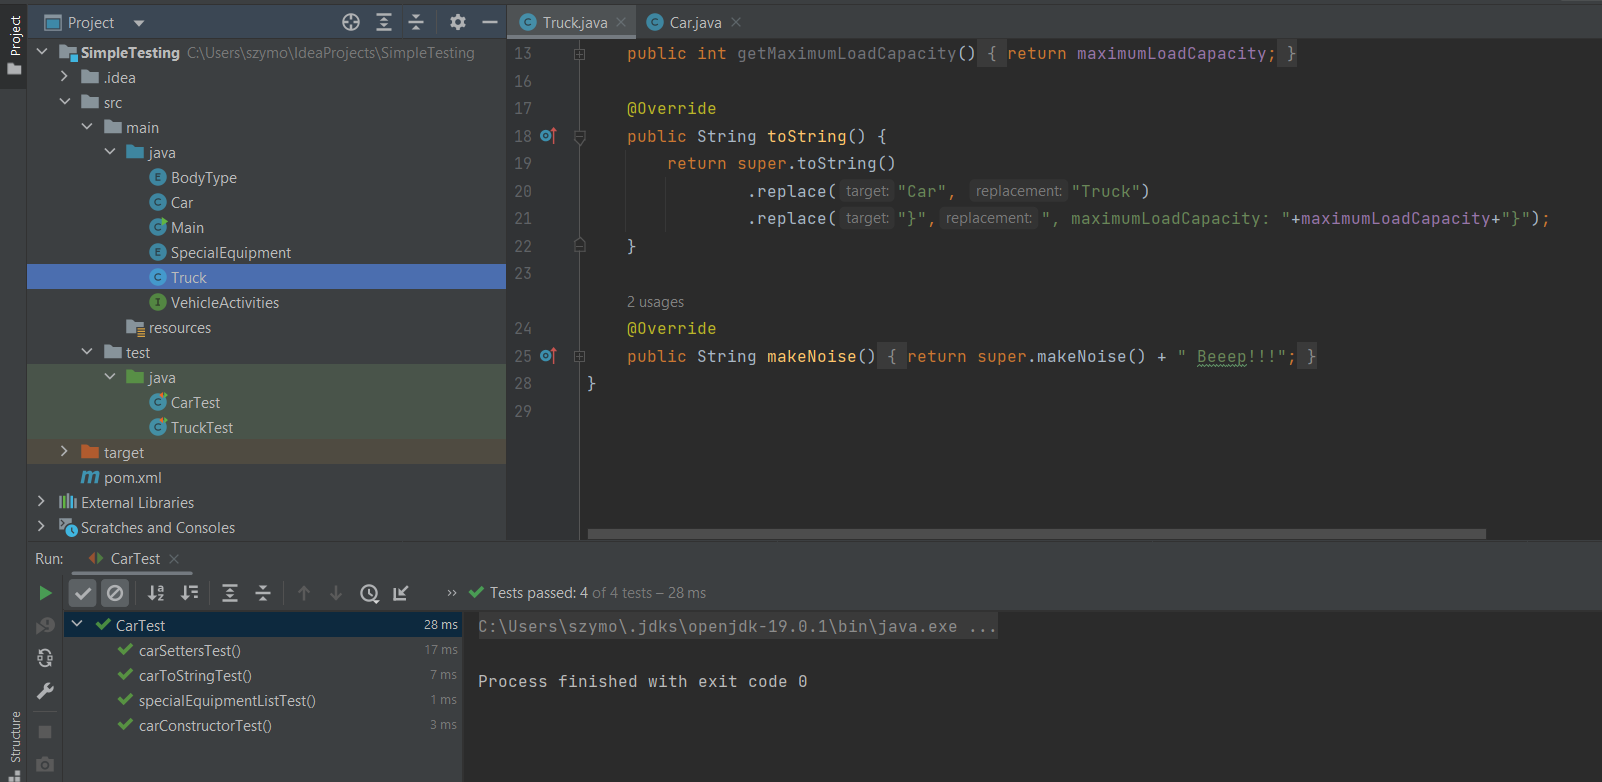 Project
Project
Truck.java
Car.java
SimpleTesting C:\Users\szymo\IdeaProjects\SimpleTesting
.idea
src
main
java
BodyType
Car
Main
SpecialEquipment
Truck
VehicleActivities
resources
test
java
CarTest
TruckTest
target
pom.xml
External Libraries
Scratches and Consoles
13 public int getMaximumLoadCapacity() { return maximumLoadCapacity; }
16
17 @Override
18 public String toString() {
19 return super.toString()
20 .replace( target: "Car", replacement: "Truck")
21 .replace( target: "}", replacement: ", maximumLoadCapacity: "+maximumLoadCapacity+"}");
22 }
23
2 usages
24 @Override
25 public String makeNoise() { return super.makeNoise() + " Beeep!!!"; }
28 }
29
Run: CarTest
Tests passed: 4 of 4 tests – 28 ms
CarTest 28 ms
carSettersTest() 17 ms
carToStringTest() 7 ms
specialEquipmentListTest() 1 ms
carConstructorTest() 3 ms
C:\Users\szymo\.jdks\openjdk-19.0.1\bin\java.exe ...
Process finished with exit code 0
Structure